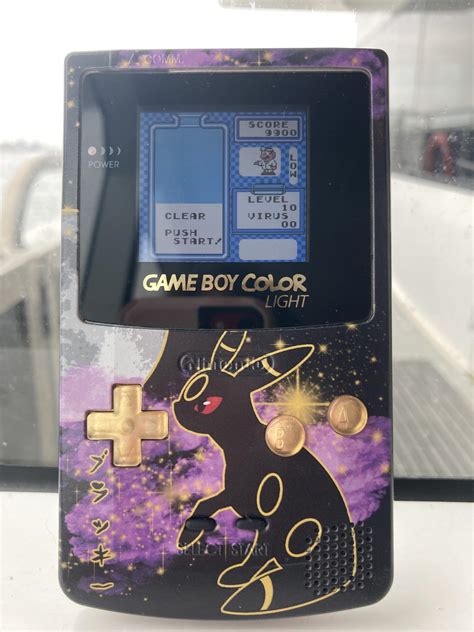 COMM.
SCORE
9900
LOW
POWER
LEVEL
10
VIRUS
00
CLEAR
PUSH
START!
GAME BOY COLOR
LIGHT
Nintendo
A
B
ブラッキー
SELECT START